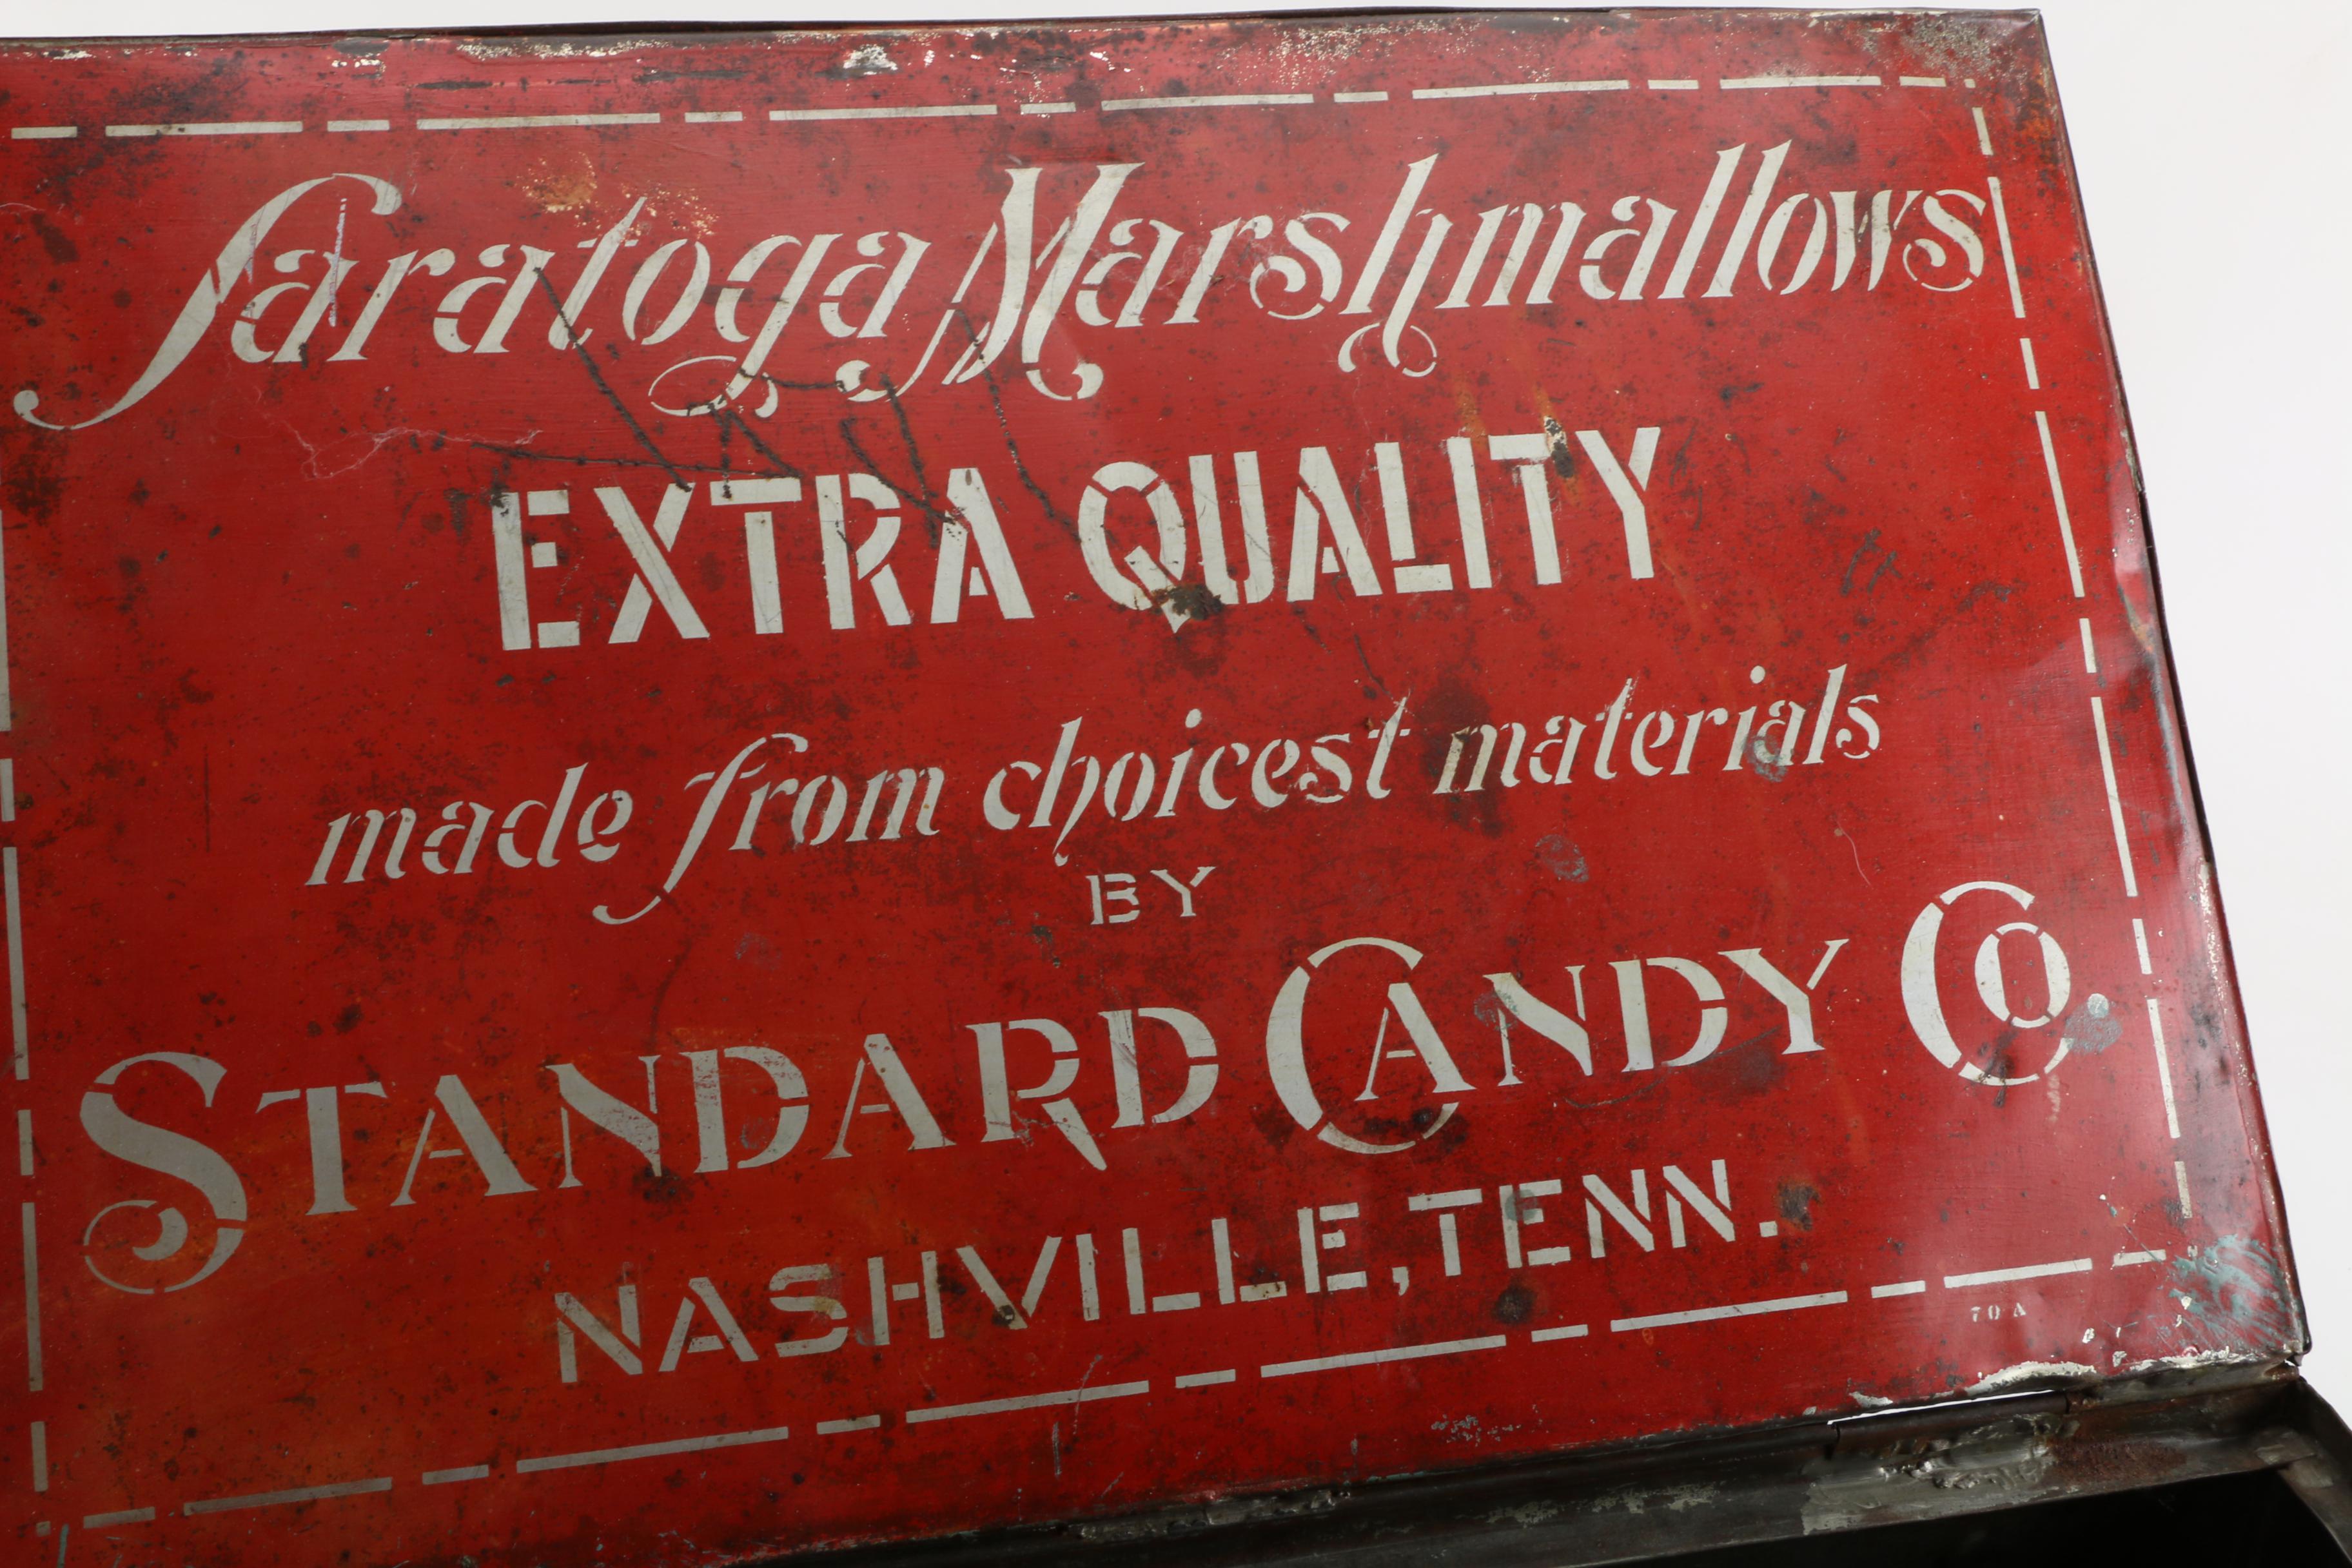 Saratoga Marshmallows
EXTRA QUALITY
made from choicest materials
BY
STANDARD CANDY CO.
NASHVILLE, TENN.
70 A